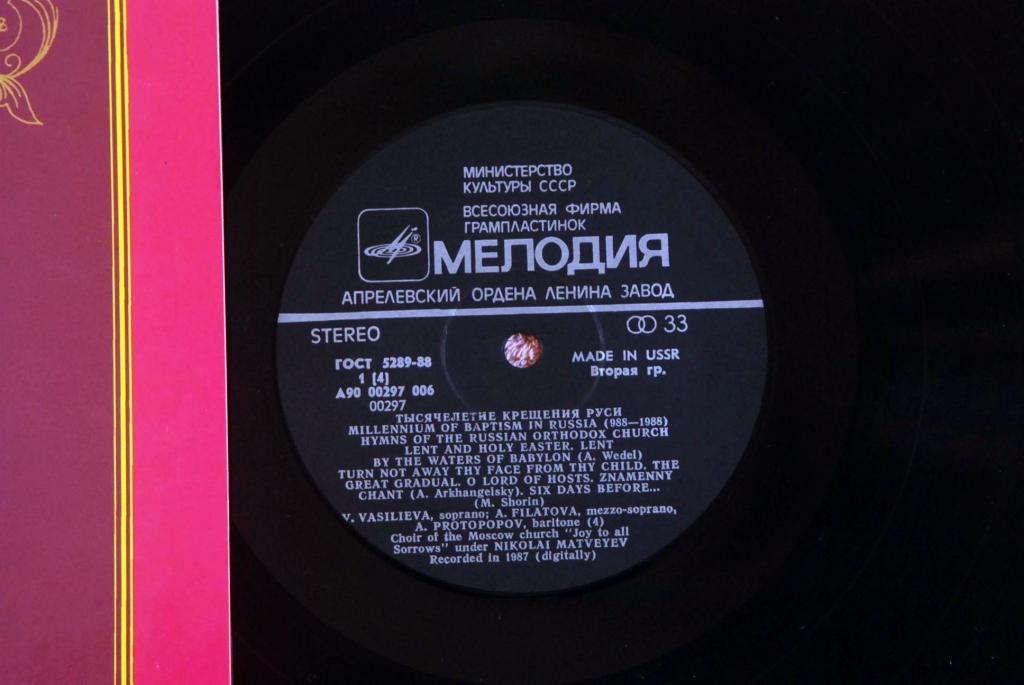 МИНИСТЕРСТВО
КУЛЬТУРЫ СССР
ВСЕСОЮЗНАЯ ФИРМА
ГРАМПЛАСТИНОК
®
МЕЛОДИЯ
АПРЕЛЕВСКИЙ ОРДЕНА ЛЕНИНА ЗАВОД
STEREO
33
ГОСТ 5289-88
1 [4]
А90 00297 006
00297
MADE IN USSR
Вторая гр.
ТЫСЯЧЕЛЕТИЕ КРЕЩЕНИЯ РУСИ
MILLENNIUM OF BAPTISM IN RUSSIA (988—1988)
HYMNS OF THE RUSSIAN ORTHODOX CHURCH
LENT AND HOLY EASTER. LENT
BY THE WATERS OF BABYLON (A. Wedel)
TURN NOT AWAY THY FACE FROM THY CHILD. THE
GREAT GRADUAL. O LORD OF HOSTS. ZNAMENNY
CHANT (A. Arkhangelsky). SIX DAYS BEFORE...
(M. Shorin)
V. VASILIEVA, soprano; A. FILATOVA, mezzo-soprano,
A. PROTOPOPOV, baritone (4)
Choir of the Moscow church "Joy to all
Sorrows" under NIKOLAI MATVEYEV
Recorded in 1987 (digitally)